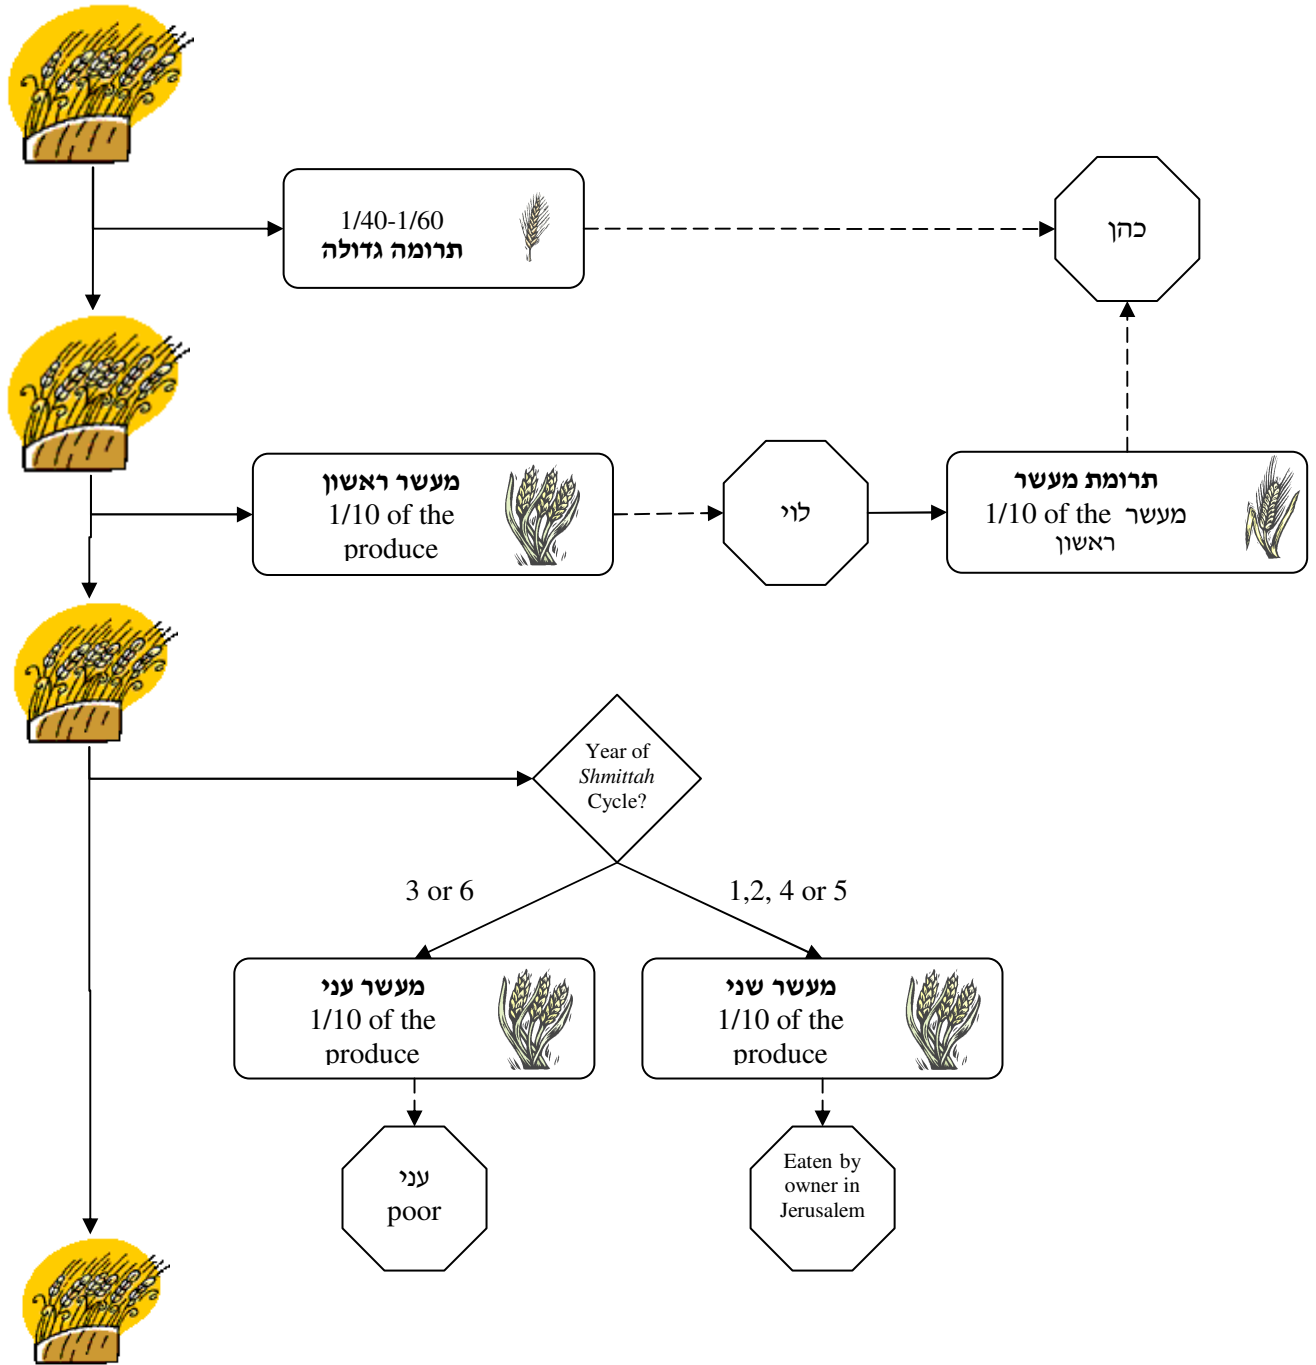 1/40-1/60
תרומה גדולה
כהן
מעשר ראשון
1/10 of the
produce
לוי
תרומת מעשר
1/10 of the מעשר
ראשון
Year of
Shmittah
Cycle?
3 or 6
1,2, 4 or 5
מעשר עני
1/10 of the
produce
מעשר שני
1/10 of the
produce
עני
poor
Eaten by
owner in
Jerusalem